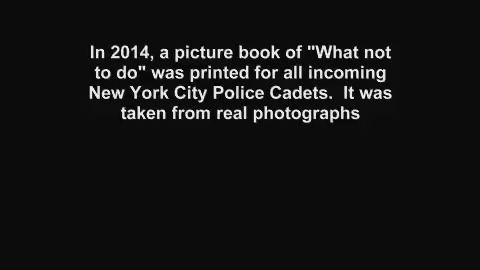 In 2014, a picture book of "What not
to do" was printed for all incoming
New York City Police Cadets.  It was
taken from real photographs